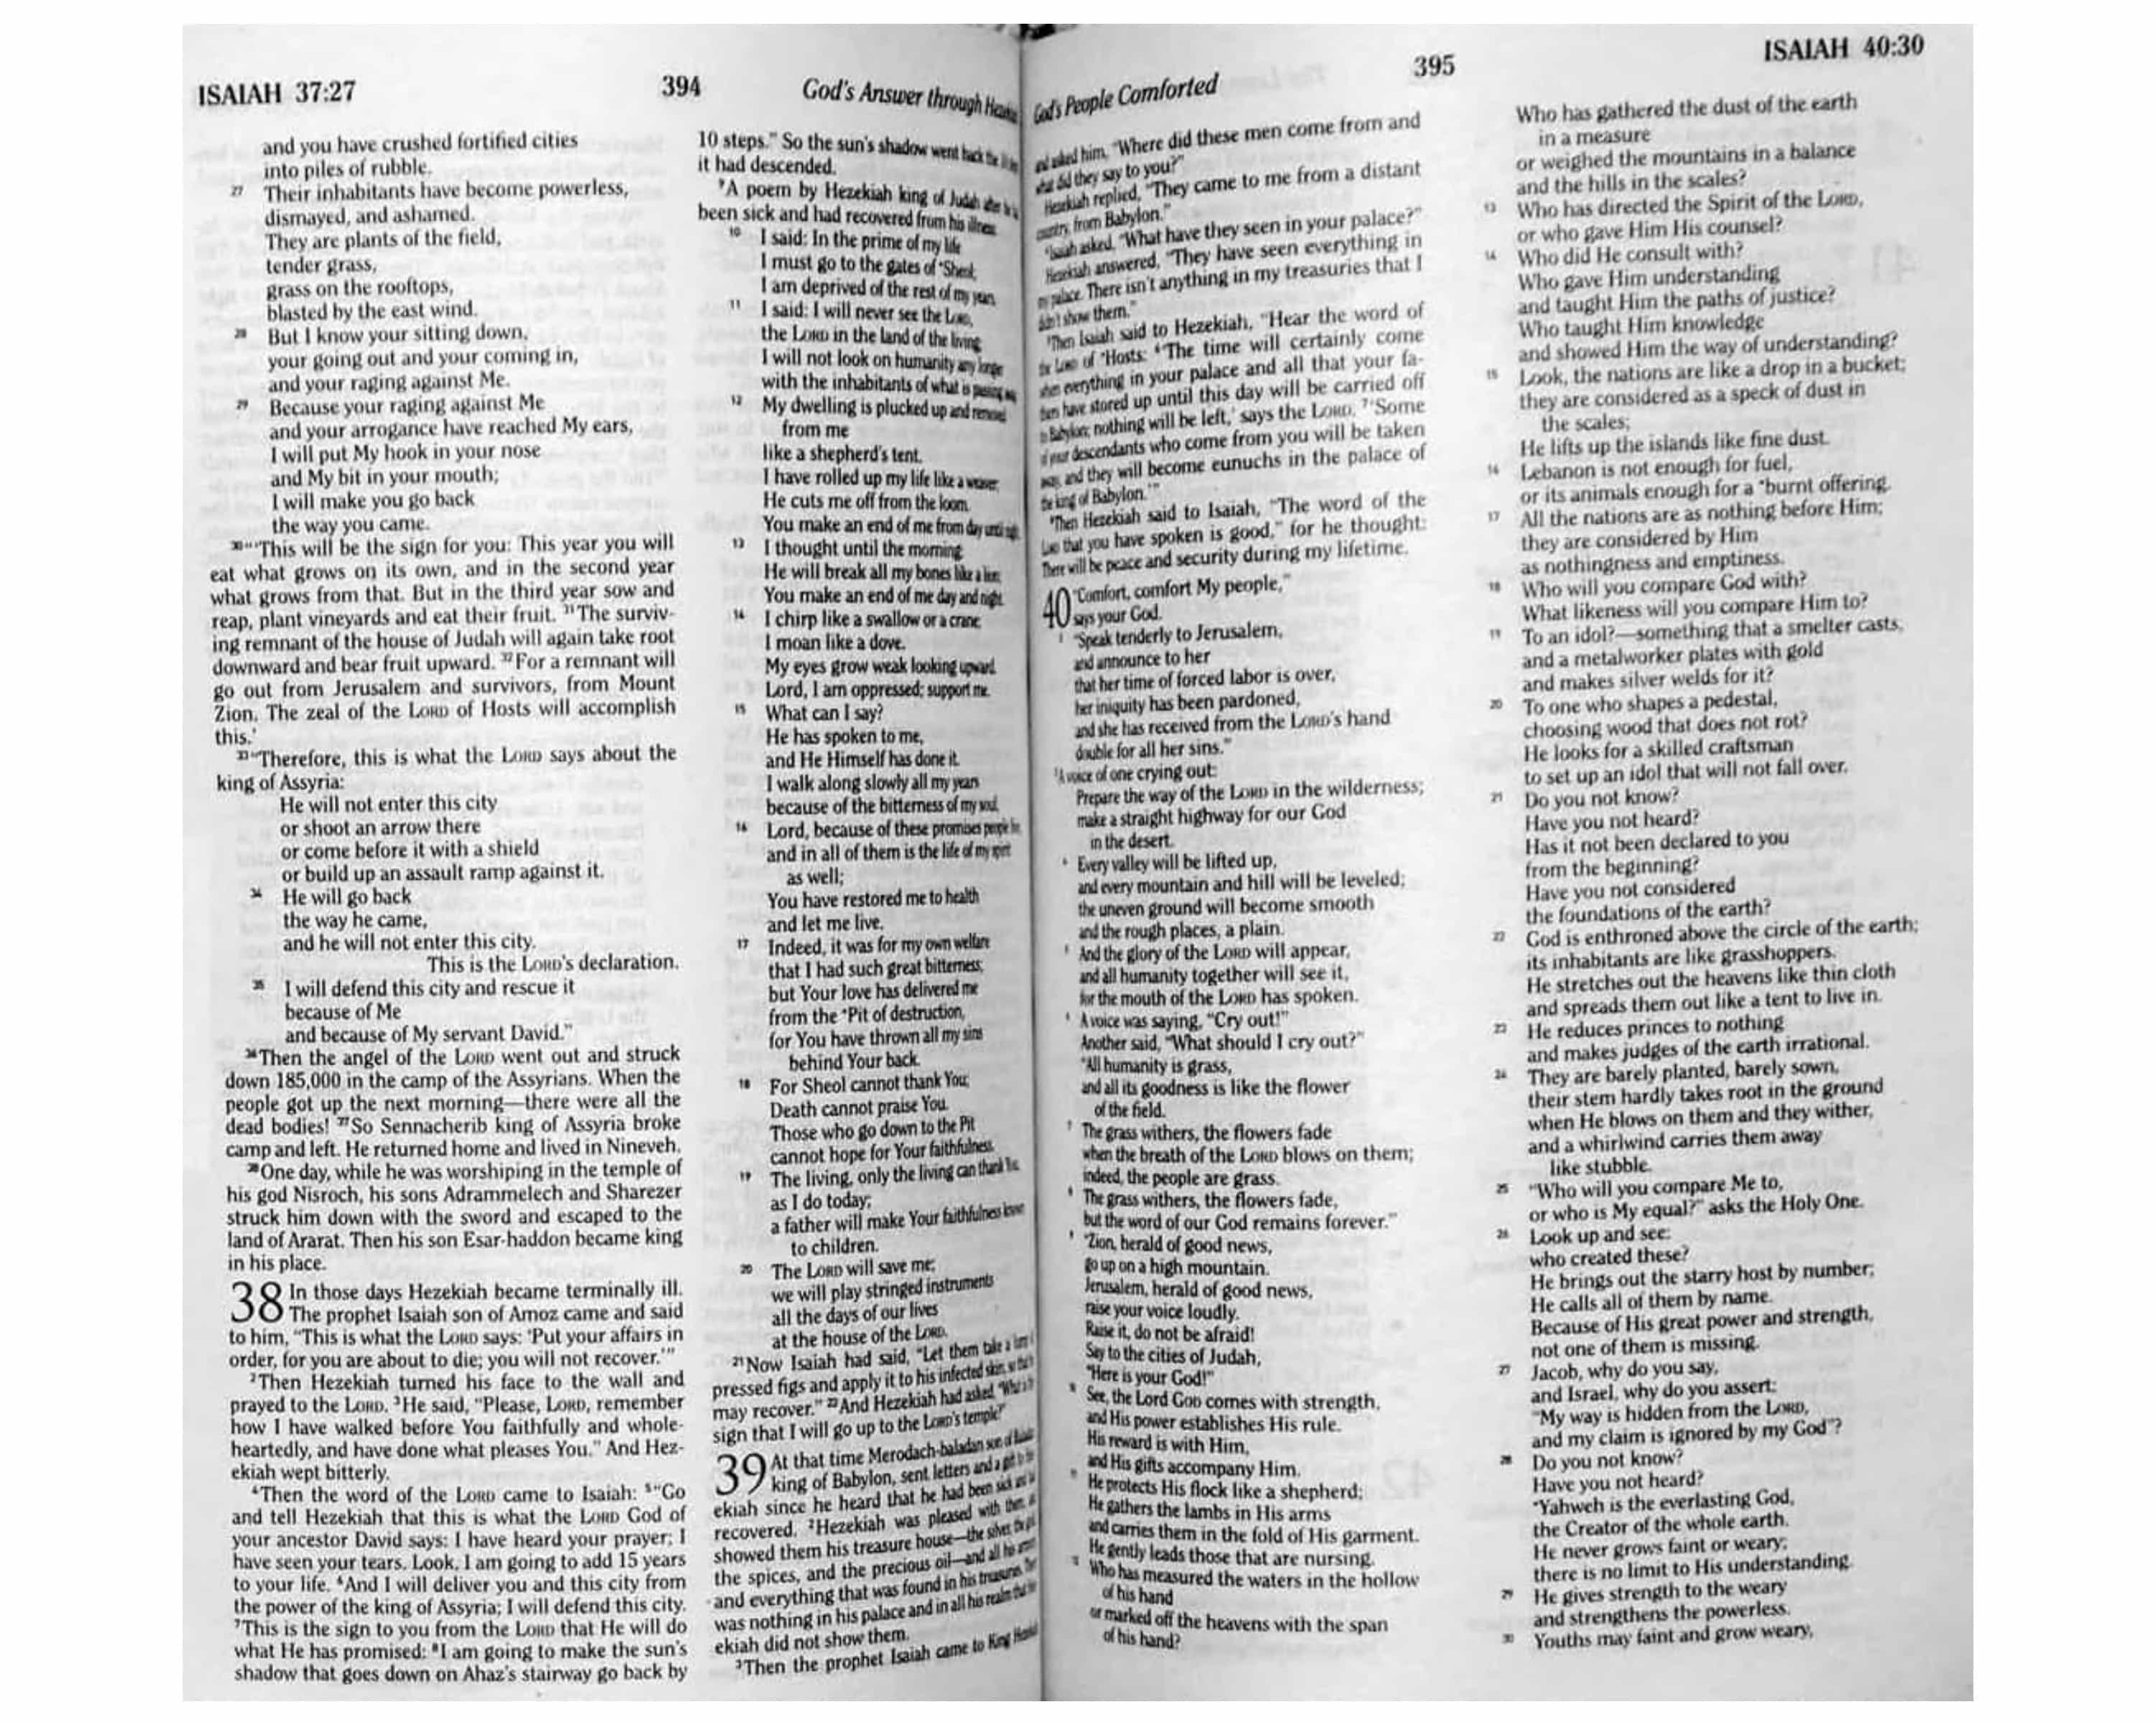 ISAIAH 37:27
394
God's Answer through
and you have crushed fortified cities
into piles of rubble.
27 Their inhabitants have become powerless,
dismayed, and ashamed.
They are plants of the field,
tender grass,
grass on the rooftops,
blasted by the east wind.
28 But I know your sitting down,
your going out and your coming in,
and your raging against Me.
29 Because your raging against Me
and your arrogance have reached My ears,
I will put My hook in your nose
and My bit in your mouth;
I will make you go back
the way you came.
30 "'This will be the sign for you: This year you will
eat what grows on its own, and in the second year
what grows from that. But in the third year sow and
reap, plant vineyards and eat their fruit. 31 The surviv-
ing remnant of the house of Judah will again take root
downward and bear fruit upward. 32 For a remnant will
go out from Jerusalem and survivors, from Mount
Zion. The zeal of the LORD of Hosts will accomplish
this.'
33 "Therefore, this is what the LORD says about the
king of Assyria:
He will not enter this city
or shoot an arrow there
or come before it with a shield
or build up an assault ramp against it.
34 He will go back
the way he came,
and he will not enter this city.
This is the LORD's declaration.
35 I will defend this city and rescue it
because of Me
and because of My servant David."
36 Then the angel of the LORD went out and struck
down 185,000 in the camp of the Assyrians. When the
people got up the next morning—there were all the
dead bodies! 37 So Sennacherib king of Assyria broke
camp and left. He returned home and lived in Nineveh.
38 One day, while he was worshiping in the temple of
his god Nisroch, his sons Adrammelech and Sharezer
struck him down with the sword and escaped to the
land of Ararat. Then his son Esar-haddon became king
in his place.
38 In those days Hezekiah became terminally ill.
The prophet Isaiah son of Amoz came and said
to him, "This is what the LORD says: 'Put your affairs in
order, for you are about to die; you will not recover.'"
2 Then Hezekiah turned his face to the wall and
prayed to the LORD. 3 He said, "Please, LORD, remember
how I have walked before You faithfully and whole-
heartedly, and have done what pleases You." And Hez-
ekiah wept bitterly.
4 Then the word of the LORD came to Isaiah: 5 "Go
and tell Hezekiah that this is what the LORD God of
your ancestor David says: I have heard your prayer; I
have seen your tears. Look, I am going to add 15 years
to your life. 6 And I will deliver you and this city from
the power of the king of Assyria; I will defend this city.
7 This is the sign to you from the LORD that He will do
what He has promised: 8 I am going to make the sun's
shadow that goes down on Ahaz's stairway go back by
10 steps." So the sun's shadow went back the
it had descended.
9 A poem by Hezekiah king of Judah after he
been sick and had recovered from his illness:
10 I said: In the prime of my life
I must go to the gates of *Sheol;
I am deprived of the rest of my years.
11 I said: I will never see the LORD,
the LORD in the land of the living;
I will not look on humanity any longer
with the inhabitants of what is passing away.
12 My dwelling is plucked up and removed
from me
like a shepherd's tent.
I have rolled up my life like a weaver;
He cuts me off from the loom.
You make an end of me from day until night.
13 I thought until the morning:
He will break all my bones like a lion;
You make an end of me day and night.
14 I chirp like a swallow or a crane;
I moan like a dove.
My eyes grow weak looking upward.
Lord, I am oppressed; support me.
15 What can I say?
He has spoken to me,
and He Himself has done it.
I walk along slowly all my years
because of the bitterness of my soul,
16 Lord, because of these promises people live,
and in all of them is the life of my spirit
as well;
You have restored me to health
and let me live.
17 Indeed, it was for my own welfare
that I had such great bitterness;
but Your love has delivered me
from the *Pit of destruction,
for You have thrown all my sins
behind Your back.
18 For Sheol cannot thank You;
Death cannot praise You.
Those who go down to the Pit
cannot hope for Your faithfulness.
19 The living, only the living can thank You,
as I do today;
a father will make Your faithfulness known
to children.
20 The LORD will save me;
we will play stringed instruments
all the days of our lives
at the house of the LORD.
21 Now Isaiah had said, "Let them take a
pressed figs and apply it to his infected skin, so that
may recover." 22 And Hezekiah had asked, "What is
sign that I will go up to the LORD's temple?"
39 At that time Merodach-baladan son of
king of Babylon, sent letters and a gift to
ekiah since he heard that he had been sick and
recovered. 2 Hezekiah was pleased with them,
showed them his treasure house—the silver, the
the spices, and the precious oil—and all his
and everything that was found in his treasuries.
was nothing in his palace and in all his realm that
ekiah did not show them.
3 Then the prophet Isaiah came to King
God's People Comforted
395
ISAIAH 40:30
and asked him, "Where did these men come from and
what did they say to you?"
Hezekiah replied, "They came to me from a distant
country, from Babylon."
4 Isaiah asked, "What have they seen in your palace?"
Hezekiah answered, "They have seen everything in
my palace. There isn't anything in my treasuries that I
didn't show them."
5 Then Isaiah said to Hezekiah, "Hear the word of
the LORD of *Hosts: 6 'The time will certainly come
when everything in your palace and all that your fa-
thers have stored up until this day will be carried off
to Babylon; nothing will be left,' says the LORD. 7 'Some
of your descendants who come from you will be taken
away, and they will become eunuchs in the palace of
the king of Babylon.'"
8 Then Hezekiah said to Isaiah, "The word of the
LORD that you have spoken is good," for he thought:
There will be peace and security during my lifetime.
40 "Comfort, comfort My people,"
says your God.
2 "Speak tenderly to Jerusalem,
and announce to her
that her time of forced labor is over,
her iniquity has been pardoned,
and she has received from the LORD's hand
double for all her sins."
3 A voice of one crying out:
Prepare the way of the LORD in the wilderness;
make a straight highway for our God
in the desert.
4 Every valley will be lifted up,
and every mountain and hill will be leveled;
the uneven ground will become smooth
and the rough places, a plain.
5 And the glory of the LORD will appear,
and all humanity together will see it,
for the mouth of the LORD has spoken.
6 A voice was saying, "Cry out!"
Another said, "What should I cry out?"
"All humanity is grass,
and all its goodness is like the flower
of the field.
7 The grass withers, the flowers fade
when the breath of the LORD blows on them;
indeed, the people are grass.
8 The grass withers, the flowers fade,
but the word of our God remains forever."
9 *Zion, herald of good news,
go up on a high mountain.
Jerusalem, herald of good news,
raise your voice loudly.
Raise it, do not be afraid!
Say to the cities of Judah,
"Here is your God!"
10 See, the Lord GOD comes with strength,
and His power establishes His rule.
His reward is with Him,
and His gifts accompany Him.
11 He protects His flock like a shepherd;
He gathers the lambs in His arms
and carries them in the fold of His garment.
He gently leads those that are nursing.
12 Who has measured the waters in the hollow
of his hand
or marked off the heavens with the span
of his hand?
Who has gathered the dust of the earth
in a measure
or weighed the mountains in a balance
and the hills in the scales?
13 Who has directed the Spirit of the LORD,
or who gave Him His counsel?
14 Who did He consult with?
Who gave Him understanding
and taught Him the paths of justice?
Who taught Him knowledge
and showed Him the way of understanding?
15 Look, the nations are like a drop in a bucket;
they are considered as a speck of dust in
the scales;
He lifts up the islands like fine dust.
16 Lebanon is not enough for fuel,
or its animals enough for a *burnt offering.
17 All the nations are as nothing before Him;
they are considered by Him
as nothingness and emptiness.
18 Who will you compare God with?
What likeness will you compare Him to?
19 To an idol?—something that a smelter casts,
and a metalworker plates with gold
and makes silver welds for it?
20 To one who shapes a pedestal,
choosing wood that does not rot?
He looks for a skilled craftsman
to set up an idol that will not fall over.
21 Do you not know?
Have you not heard?
Has it not been declared to you
from the beginning?
Have you not considered
the foundations of the earth?
22 God is enthroned above the circle of the earth;
its inhabitants are like grasshoppers.
He stretches out the heavens like thin cloth
and spreads them out like a tent to live in.
23 He reduces princes to nothing
and makes judges of the earth irrational.
24 They are barely planted, barely sown,
their stem hardly takes root in the ground
when He blows on them and they wither,
and a whirlwind carries them away
like stubble.
25 "Who will you compare Me to,
or who is My equal?" asks the Holy One.
26 Look up and see:
who created these?
He brings out the starry host by number;
He calls all of them by name.
Because of His great power and strength,
not one of them is missing.
27 Jacob, why do you say,
and Israel, why do you assert:
"My way is hidden from the LORD,
and my claim is ignored by my God"?
28 Do you not know?
Have you not heard?
*Yahweh is the everlasting God,
the Creator of the whole earth.
He never grows faint or weary;
there is no limit to His understanding.
29 He gives strength to the weary
and strengthens the powerless.
30 Youths may faint and grow weary,